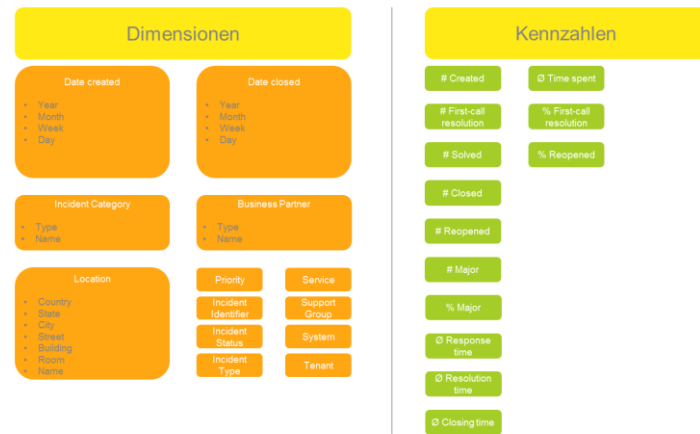 Dimensionen
Date created
• Year
• Month
• Week
• Day
Date closed
• Year
• Month
• Week
• Day
Incident Category
• Type
• Name
Business Partner
• Type
• Name
Location
• Country
• State
• City
• Street
• Building
• Room
• Name
Priority
Service
Incident
Identifier
Support
Group
Incident
Status
System
Incident
Type
Tenant
Kennzahlen
# Created
Ø Time spent
# First-call
resolution
% First-call
resolution
# Solved
% Reopened
# Closed
# Reopened
# Major
% Major
Ø Response
time
Ø Resolution
time
Ø Closing time